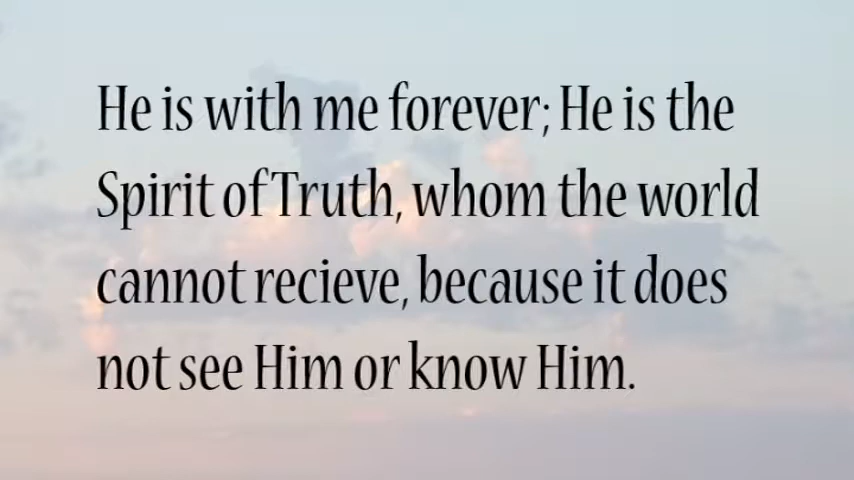 He is with me forever; He is the
Spirit of Truth, whom the world
cannot recieve, because it does
not see Him or know Him.